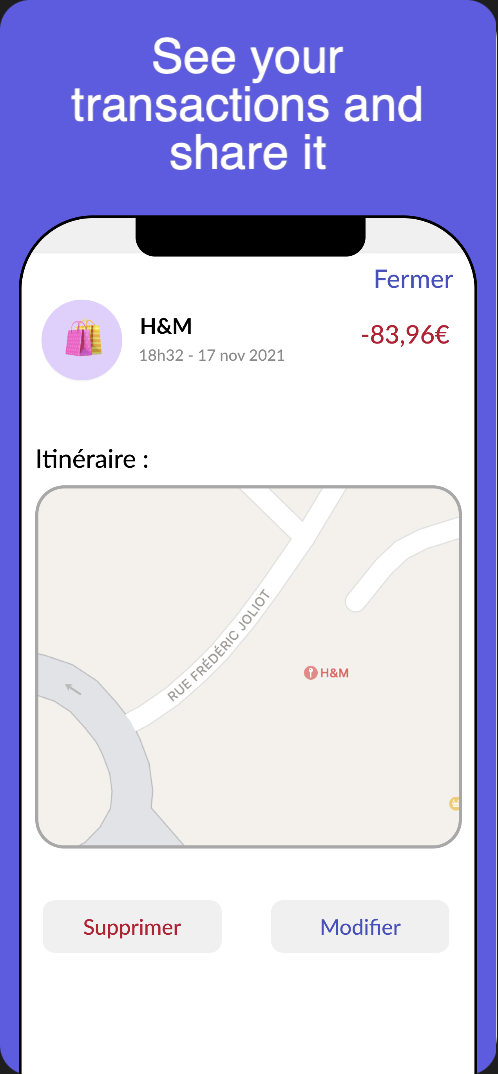 See your
transactions and
share it
Fermer
H&M
-83,96€
18h32 - 17 nov 2021
Itinéraire :
RUE FRÉDÉRIC JOLIOT
H&M
Supprimer
Modifier